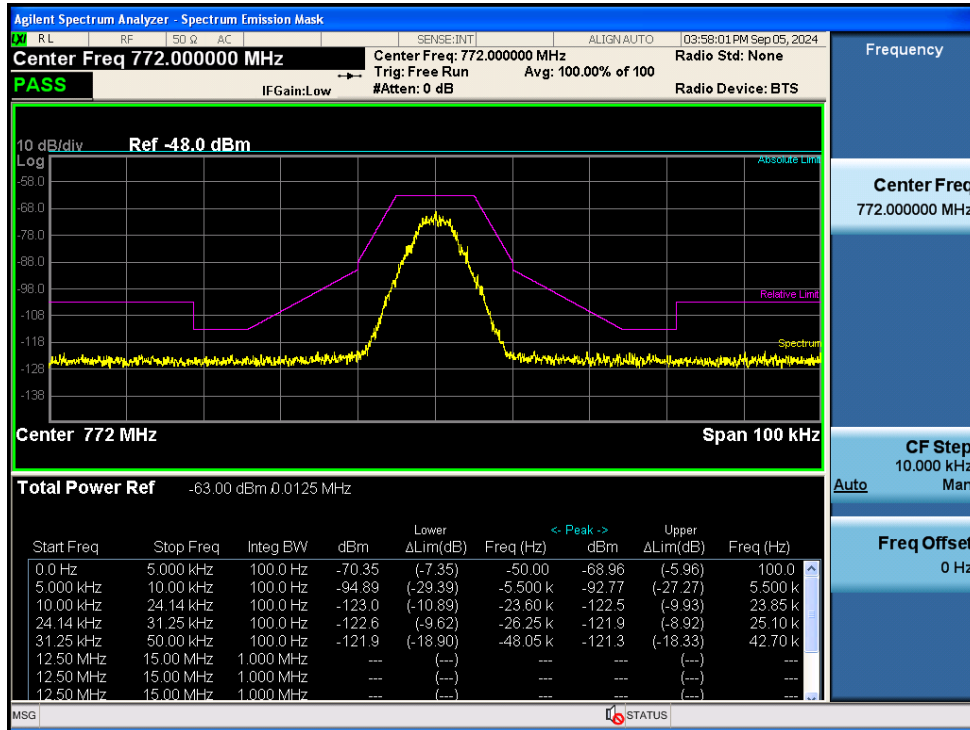 Agilent Spectrum Analyzer - Spectrum Emission Mask
LXI RL RF 50 Ω AC SENSE:INT ALIGN AUTO 03:58:01 PM Sep 05, 2024
Center Freq 772.000000 MHz Center Freq: 772.000000 MHz Radio Std: None
Trig: Free Run Avg: 100.00% of 100
PASS IFGain:Low #Atten: 0 dB Radio Device: BTS
10 dB/div Ref -48.0 dBm
Log Absolute Limit
-58.0
-68.0
-78.0
-88.0
-98.0 Relative Limit
-108
-118 Spectrum
-128
-138
Center 772 MHz Span 100 kHz
Total Power Ref -63.00 dBm / 0.0125 MHz
Lower <- Peak -> Upper
Start Freq Stop Freq Integ BW dBm ΔLim(dB) Freq (Hz) dBm ΔLim(dB) Freq (Hz)
0.0 Hz 5.000 kHz 100.0 Hz -70.35 (-7.35) -50.00 -68.96 (-5.96) 100.0
5.000 kHz 10.00 kHz 100.0 Hz -94.89 (-29.39) -5.500 k -92.77 (-27.27) 5.500 k
10.00 kHz 24.14 kHz 100.0 Hz -123.0 (-10.89) -23.60 k -122.5 (-9.93) 23.85 k
24.14 kHz 31.25 kHz 100.0 Hz -122.6 (-9.62) -26.25 k -121.9 (-8.92) 25.10 k
31.25 kHz 50.00 kHz 100.0 Hz -121.9 (-18.90) -48.05 k -121.3 (-18.33) 42.70 k
12.50 MHz 15.00 MHz 1.000 MHz --- (---) --- --- (---) ---
12.50 MHz 15.00 MHz 1.000 MHz --- (---) --- --- (---) ---
12.50 MHz 15.00 MHz 1.000 MHz --- (---) --- --- (---) ---
MSG STATUS
Frequency
Center Freq
772.000000 MHz
CF Step
10.000 kHz
Auto Man
Freq Offset
0 Hz